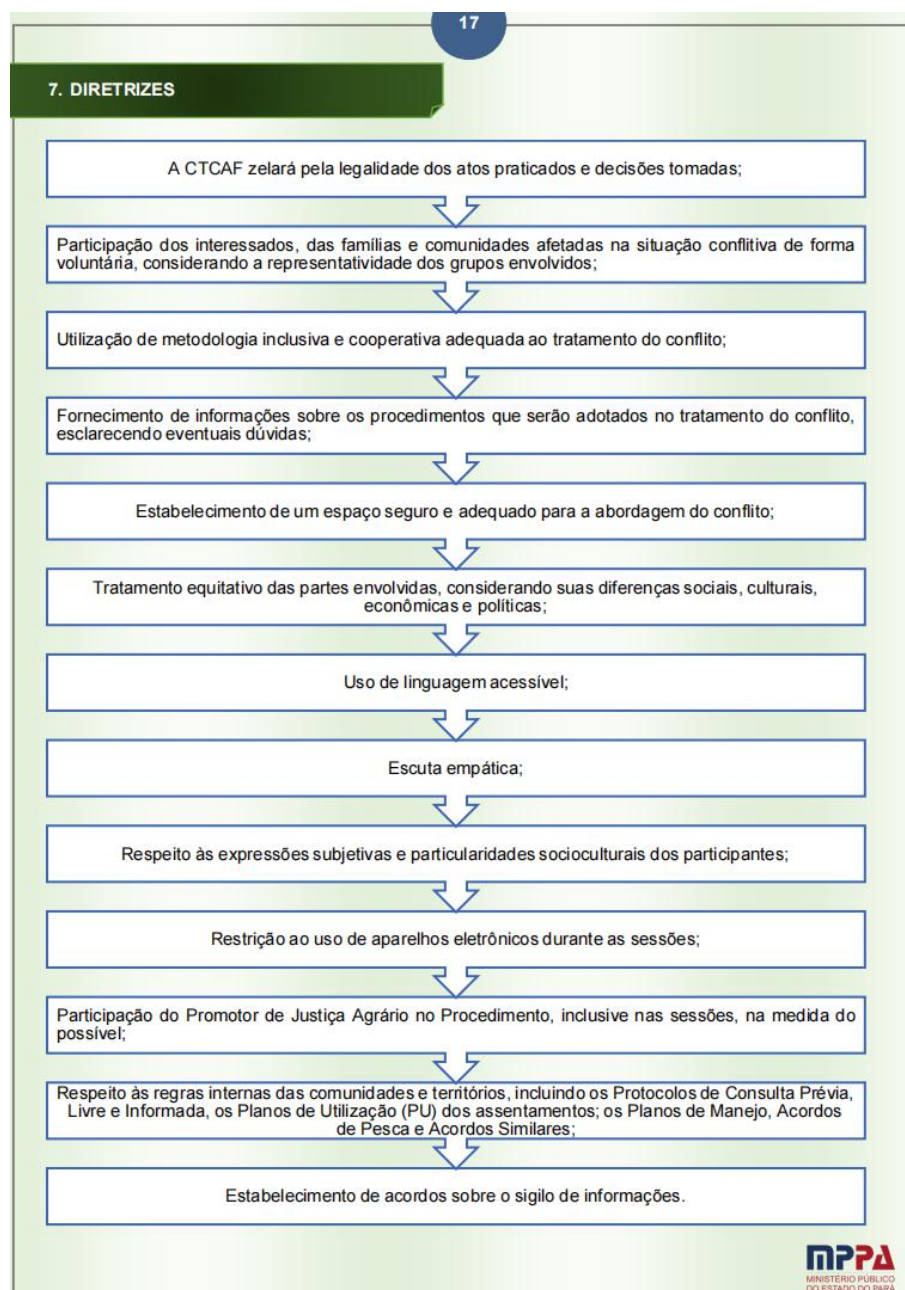 17
7. DIRETRIZES
A CTCAF zelará pela legalidade dos atos praticados e decisões tomadas;
Participação dos interessados, das famílias e comunidades afetadas na situação conflitiva de forma
voluntária, considerando a representatividade dos grupos envolvidos;
Utilização de metodologia inclusiva e cooperativa adequada ao tratamento do conflito;
Fornecimento de informações sobre os procedimentos que serão adotados no tratamento do conflito,
esclarecendo eventuais dúvidas;
Estabelecimento de um espaço seguro e adequado para a abordagem do conflito;
Tratamento equitativo das partes envolvidas, considerando suas diferenças sociais, culturais,
econômicas e políticas;
Uso de linguagem acessível;
Escuta empática;
Respeito às expressões subjetivas e particularidades socioculturais dos participantes;
Restrição ao uso de aparelhos eletrônicos durante as sessões;
Participação do Promotor de Justiça Agrário no Procedimento, inclusive nas sessões, na medida do
possível;
Respeito às regras internas das comunidades e territórios, incluindo os Protocolos de Consulta Prévia,
Livre e Informada, os Planos de Utilização (PU) dos assentamentos; os Planos de Manejo, Acordos
de Pesca e Acordos Similares;
Estabelecimento de acordos sobre o sigilo de informações.
MPPA
MINISTÉRIO PÚBLICO
DO ESTADO DO PARÁ